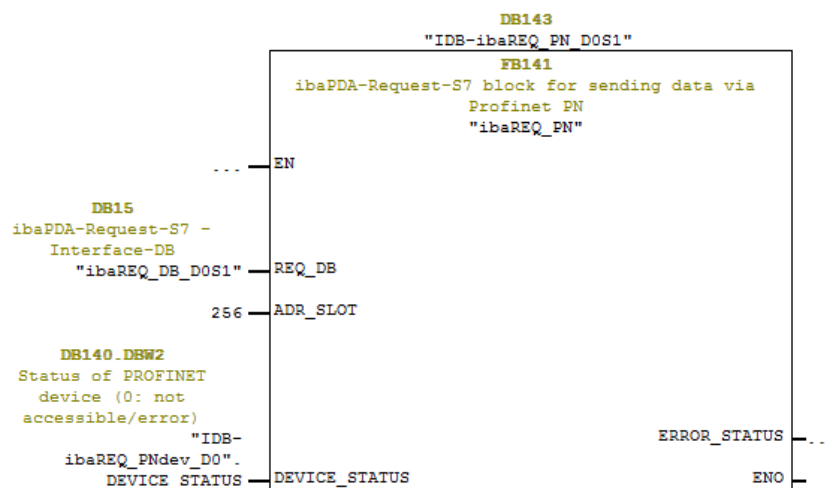 DB143
"IDB-ibaREQ_PN_D0S1"
FB141
ibaPDA-Request-S7 block for sending data via
Profinet PN
"ibaREQ_PN"
... EN
DB15
ibaPDA-Request-S7 -
Interface-DB
"ibaREQ_DB_D0S1" REQ_DB
256 ADR_SLOT
DB140.DBW2
Status of PROFINET
device (0: not
accessible/error)
"IDB-
ibaREQ_PNdev_D0".
DEVICE_STATUS DEVICE_STATUS
ERROR_STATUS ...
ENO